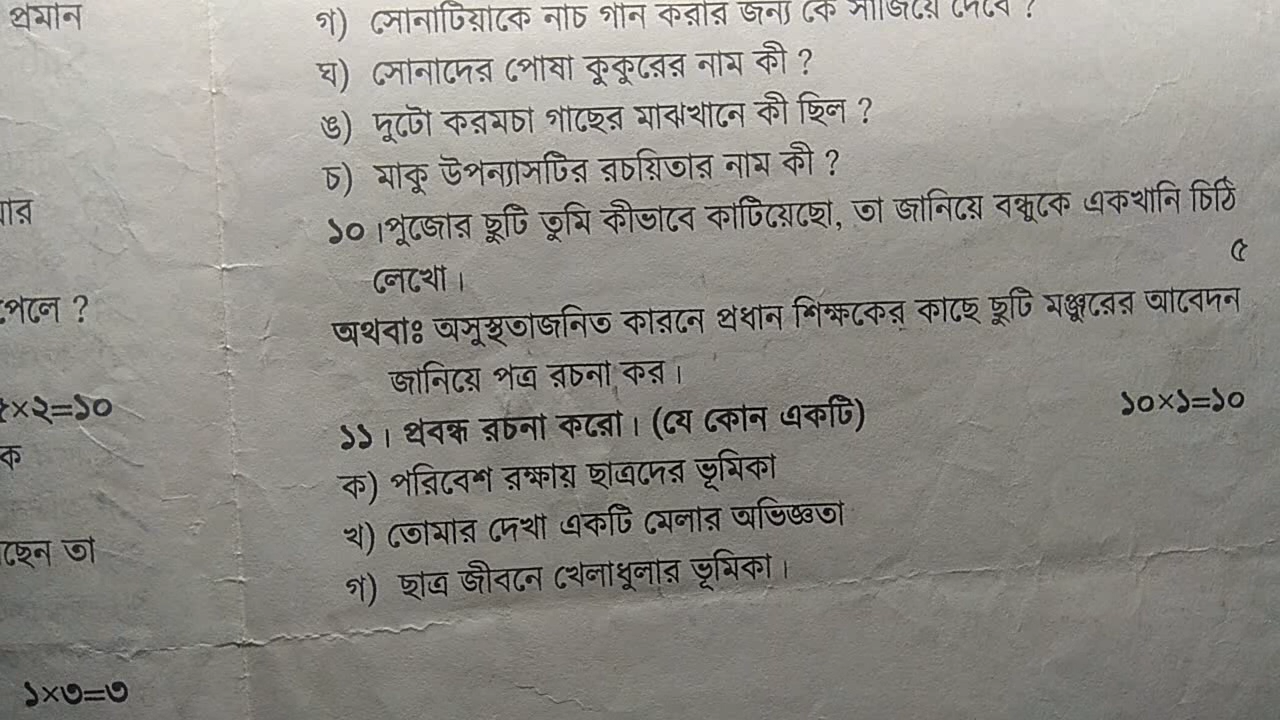 প্রমান
যার
পেলে ?
৫×২=১০
ক
ছেন তা
১×৩=৩
গ) সোনাটিয়াকে নাচ গান করার জন্য কে সাজিয়ে দেবে ?
ঘ) সোনাদের পোষা কুকুরের নাম কী ?
ঙ) দুটো করমচা গাছের মাঝখানে কী ছিল ?
চ) মাকু উপন্যাসটির রচয়িতার নাম কী ?
১০।পুজোর ছুটি তুমি কীভাবে কাটিয়েছো, তা জানিয়ে বন্ধুকে একখানি চিঠি
লেখো। ৫
অথবাঃ অসুস্থতাজনিত কারনে প্রধান শিক্ষকের কাছে ছুটি মঞ্জুরের আবেদন
জানিয়ে পত্র রচনা কর।
১১। প্রবন্ধ রচনা করো। (যে কোন একটি) ১০×১=১০
ক) পরিবেশ রক্ষায় ছাত্রদের ভূমিকা
খ) তোমার দেখা একটি মেলার অভিজ্ঞতা
গ) ছাত্র জীবনে খেলাধুলার ভূমিকা।